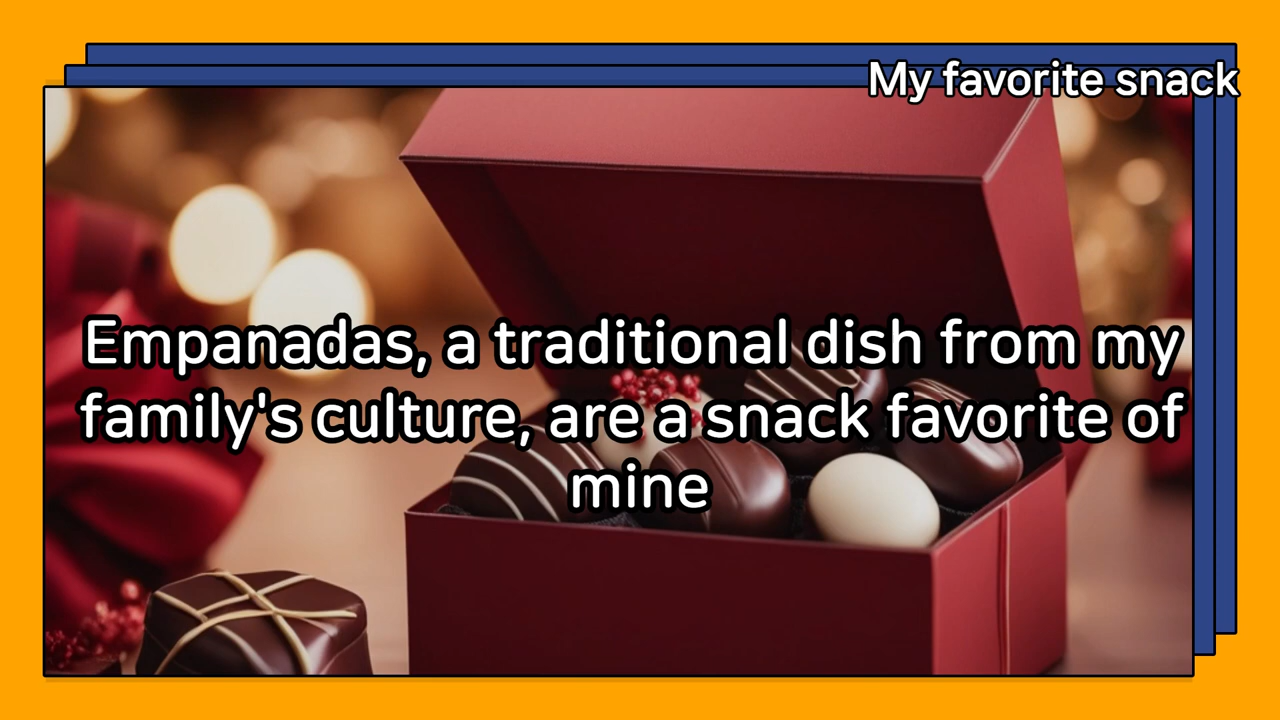 My favorite snack
Empanadas, a traditional dish from my
family's culture, are a snack favorite of
mine